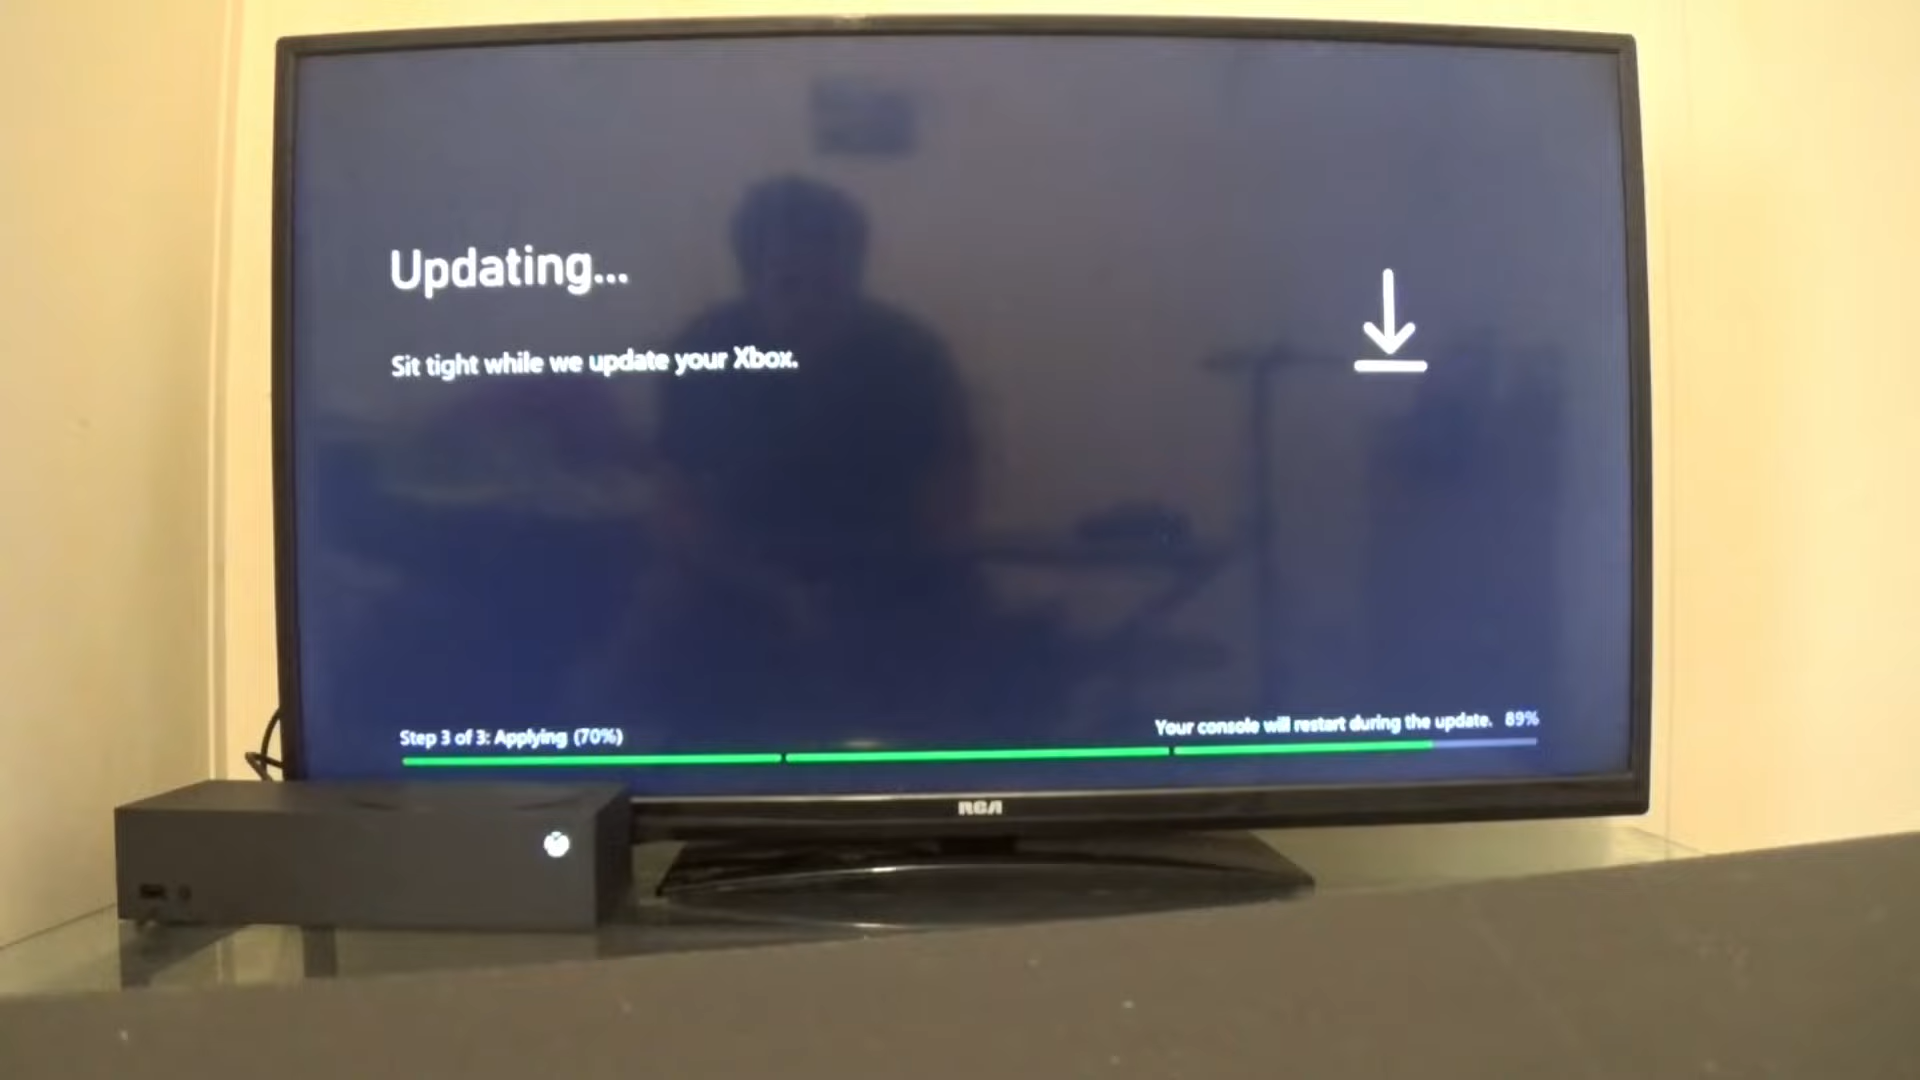 Updating...
Sit tight while we update your Xbox.
Step 3 of 3: Applying (70%)
Your console will restart during the update. 89%
RCA